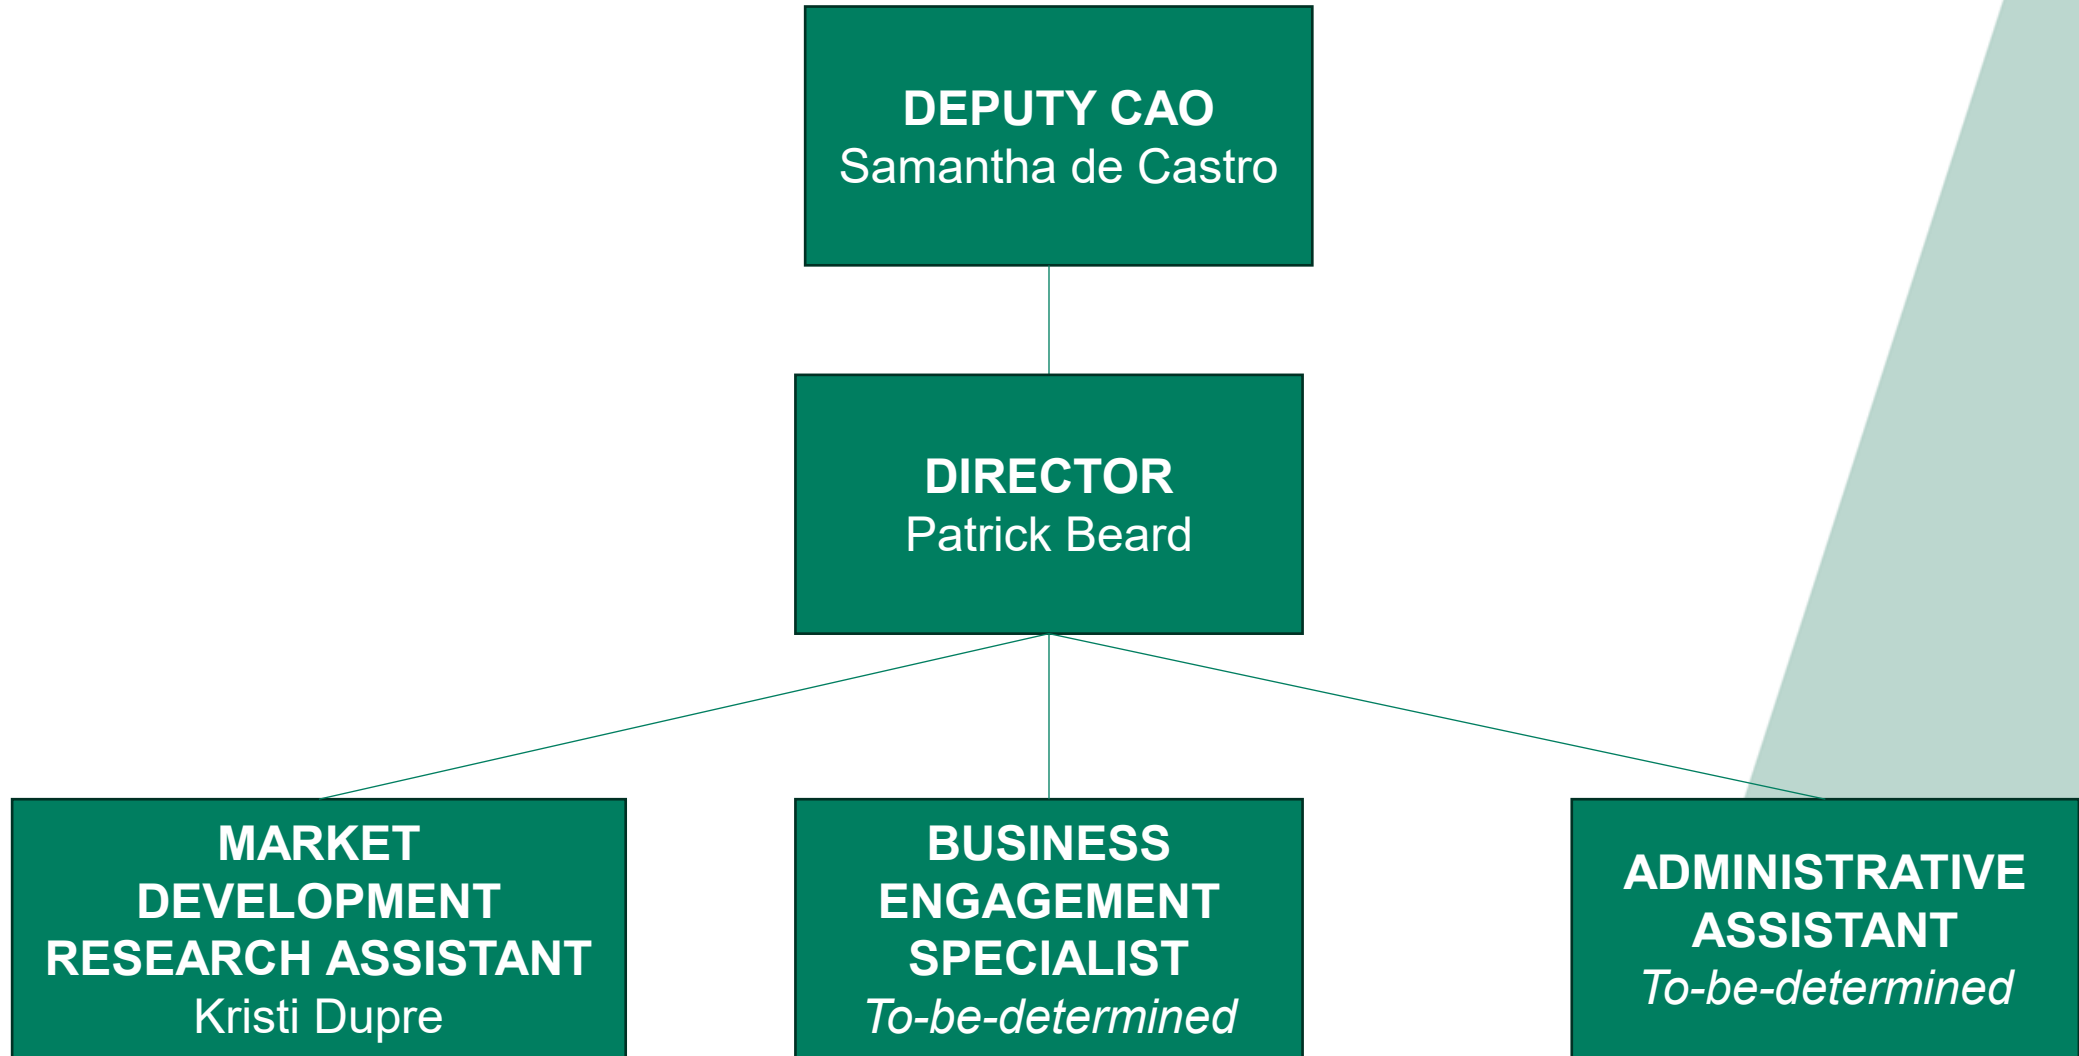 DEPUTY CAO
Samantha de Castro
DIRECTOR
Patrick Beard
MARKET
DEVELOPMENT
RESEARCH ASSISTANT
Kristi Dupre
BUSINESS
ENGAGEMENT
SPECIALIST
To-be-determined
ADMINISTRATIVE
ASSISTANT
To-be-determined